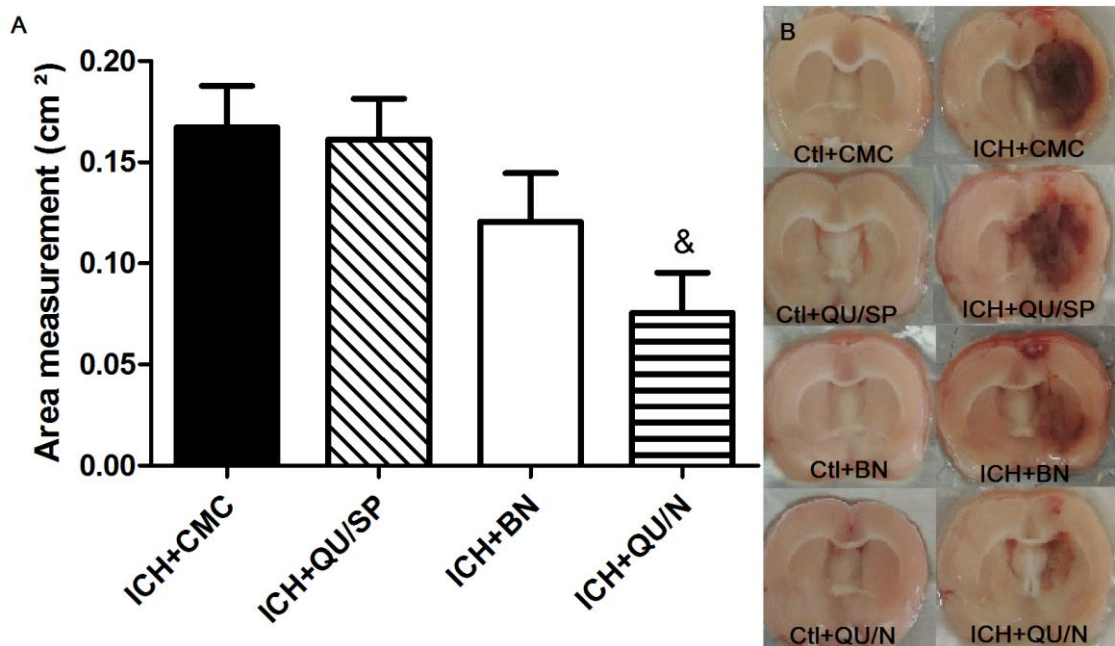 A
Area measurement (cm ²)
0.20
0.15
0.10
0.05
0.00
&
ICH+CMC
ICH+QU/SP
ICH+BN
ICH+QU/N
B
Ctl+CMC
ICH+CMC
Ctl+QU/SP
ICH+QU/SP
Ctl+BN
ICH+BN
Ctl+QU/N
ICH+QU/N